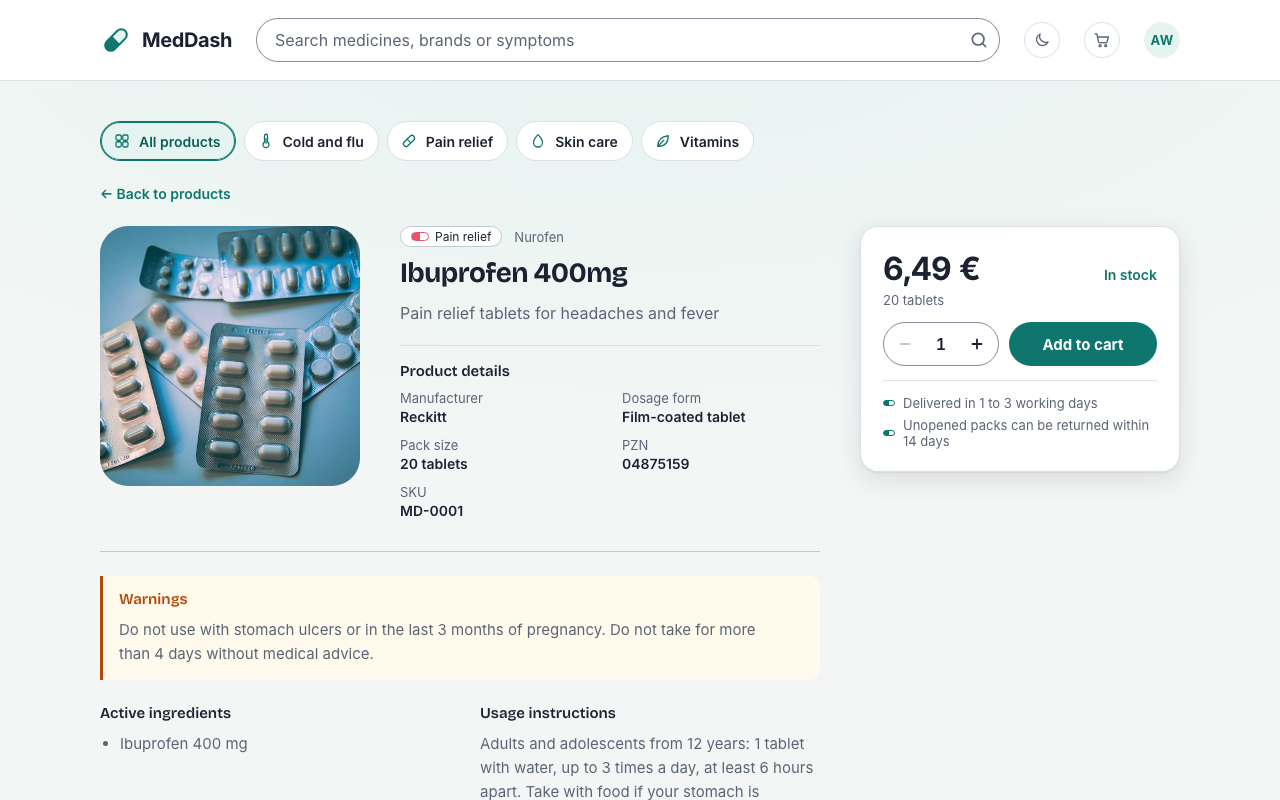 MedDash
Search medicines, brands or symptoms
AW
All products
Cold and flu
Pain relief
Skin care
Vitamins
← Back to products
Pain relief
Nurofen
Ibuprofen 400mg
Pain relief tablets for headaches and fever
Product details
Manufacturer
Reckitt
Dosage form
Film-coated tablet
Pack size
20 tablets
PZN
04875159
SKU
MD-0001
6,49 €
In stock
20 tablets
− 1 +
Add to cart
Delivered in 1 to 3 working days
Unopened packs can be returned within
14 days
Warnings
Do not use with stomach ulcers or in the last 3 months of pregnancy. Do not take for more
than 4 days without medical advice.
Active ingredients
• Ibuprofen 400 mg
Usage instructions
Adults and adolescents from 12 years: 1 tablet
with water, up to 3 times a day, at least 6 hours
apart. Take with food if your stomach is